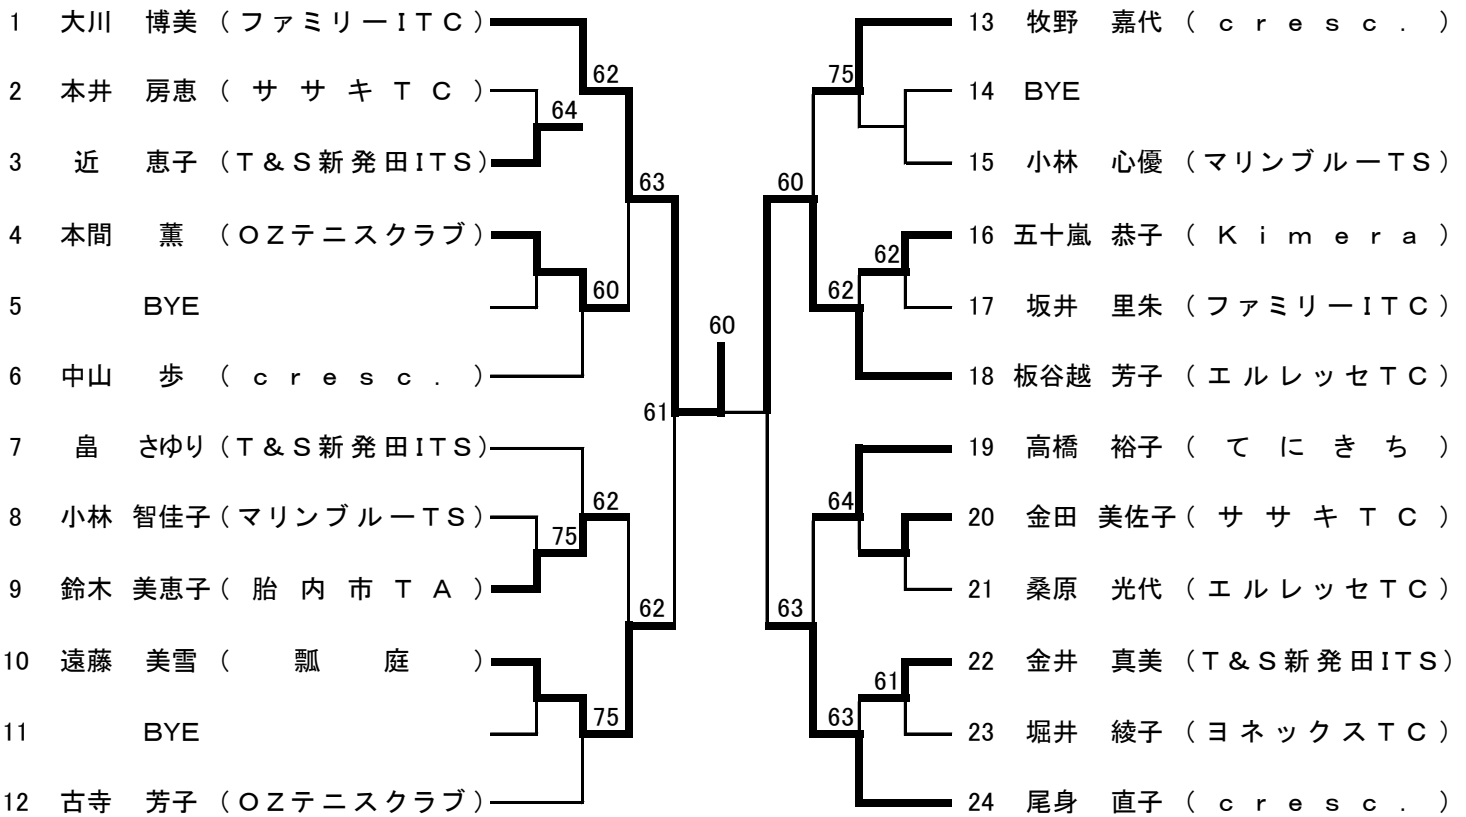 1 大川 博美 (ファミリーITC)
62
2 本井 房恵 (ササキTC)
64
3 近 恵子 (T&S新発田ITS)
63
4 本間 薫 (OZテニスクラブ)
60
5 BYE
6 中山 歩 (cresc.)
61
7 畠 さゆり (T&S新発田ITS)
62
8 小林 智佳子 (マリンブルーTS)
75
9 鈴木 美恵子 (胎内市TA)
62
10 遠藤 美雪 (瓢庭)
75
11 BYE
12 古寺 芳子 (OZテニスクラブ)
60
13 牧野 嘉代 (cresc.)
75
14 BYE
15 小林 心優 (マリンブルーTS)
60
16 五十嵐 恭子 (Kimera)
62
62
17 坂井 里朱 (ファミリーITC)
18 板谷越 芳子 (エルレッセTC)
19 高橋 裕子 (てにきち)
64
20 金田 美佐子 (ササキTC)
21 桑原 光代 (エルレッセTC)
63
22 金井 真美 (T&S新発田ITS)
61
63
23 堀井 綾子 (ヨネックスTC)
24 尾身 直子 (cresc.)